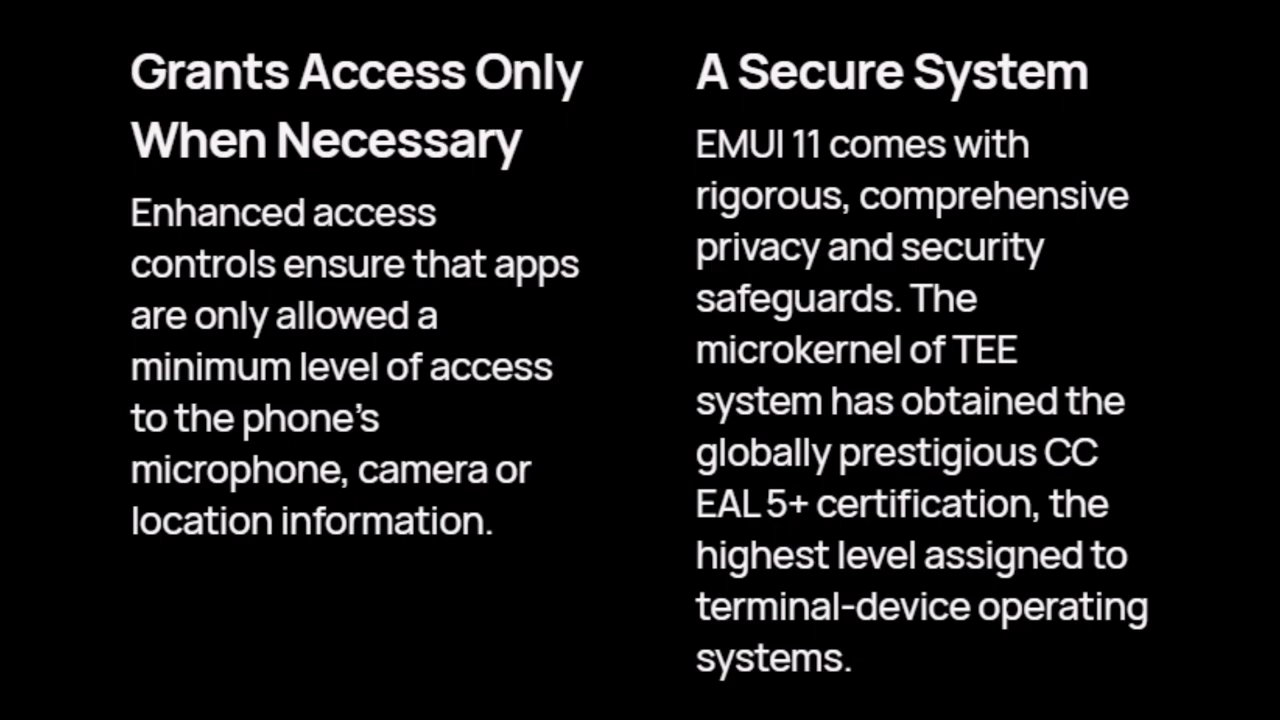 Grants Access Only
When Necessary
Enhanced access
controls ensure that apps
are only allowed a
minimum level of access
to the phone’s
microphone, camera or
location information.
A Secure System
EMUI 11 comes with
rigorous, comprehensive
privacy and security
safeguards. The
microkernel of TEE
system has obtained the
globally prestigious CC
EAL 5+ certification, the
highest level assigned to
terminal-device operating
systems.